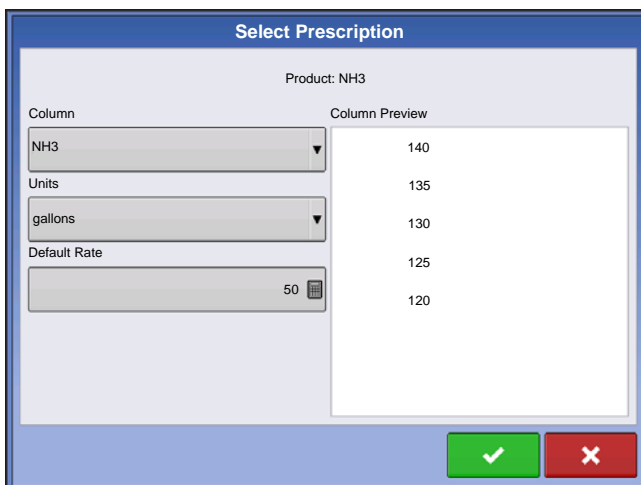 Select Prescription
Product: NH3
Column
NH3
Units
gallons
Default Rate
50
Column Preview
140
135
130
125
120